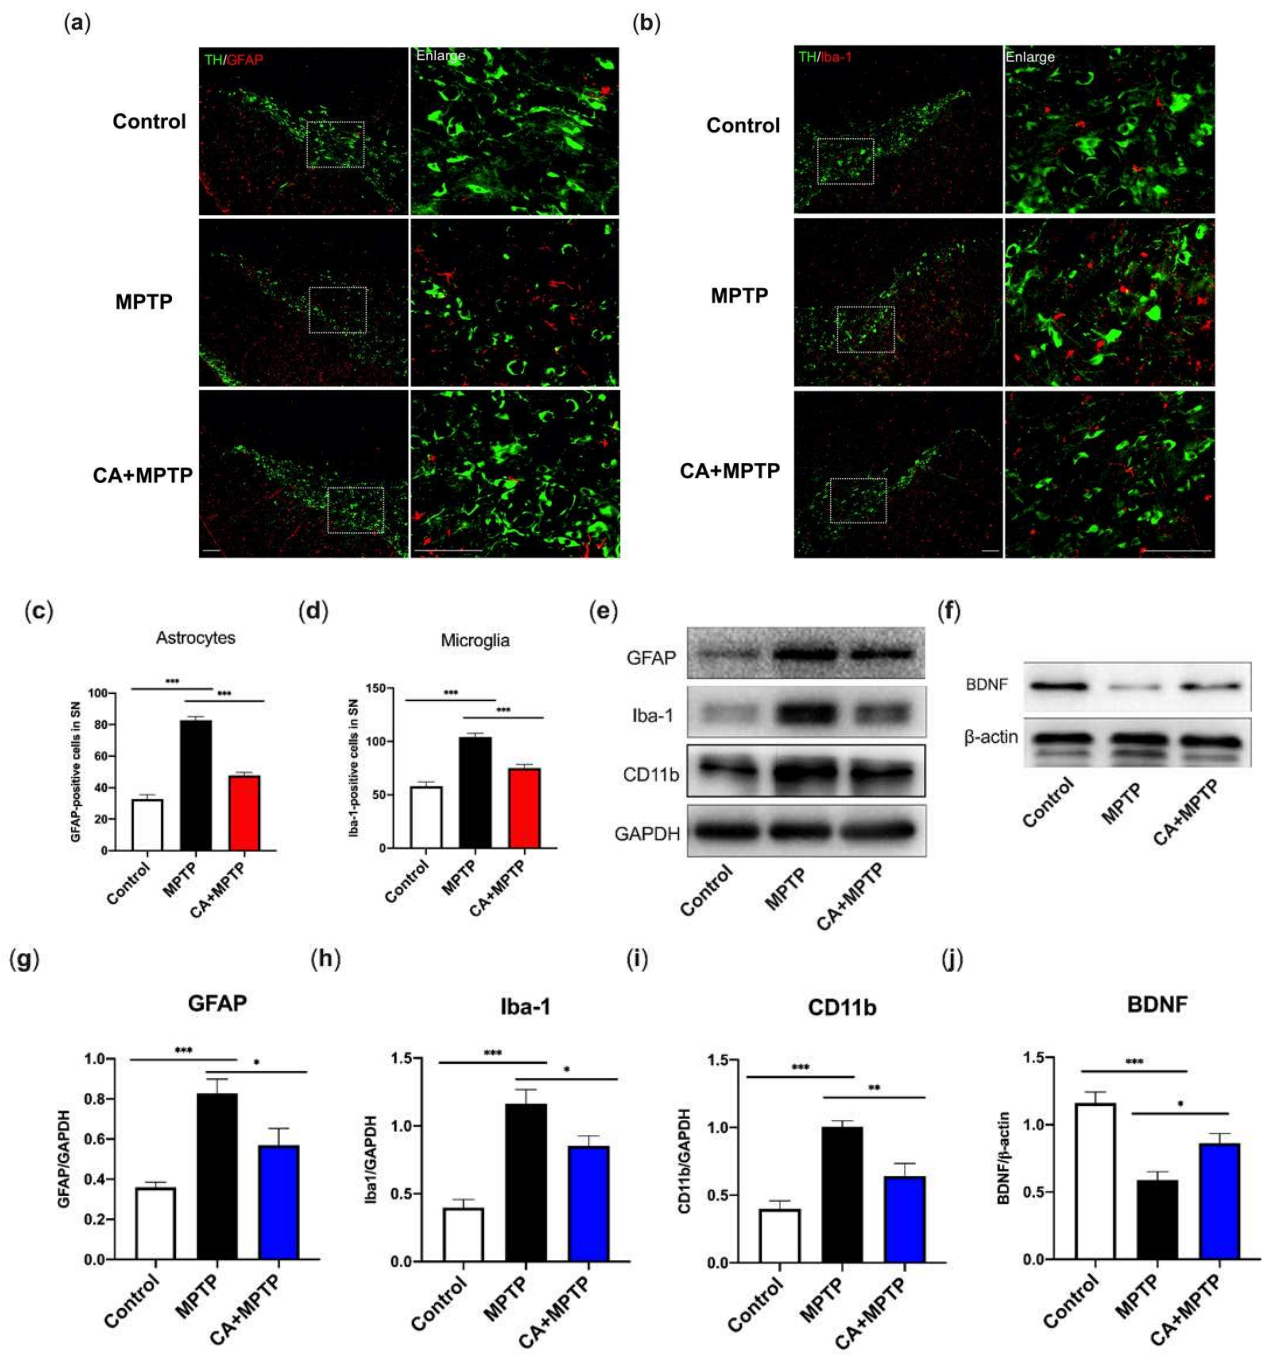 (a)
(b)
TH/GFAP
Enlarge
TH/Iba-1
Enlarge
Control
Control
MPTP
MPTP
CA+MPTP
CA+MPTP
(c)
(d)
(e)
(f)
Astrocytes
***
***
GFAP-positive cells in SN
100
80
60
40
20
0
Control
MPTP
CA+MPTP
Microglia
***
***
Iba-1-positive cells in SN
150
100
50
0
Control
MPTP
CA+MPTP
GFAP
Iba-1
CD11b
GAPDH
Control
MPTP
CA+MPTP
BDNF
β-actin
Control
MPTP
CA+MPTP
(g)
(h)
(i)
(j)
GFAP
***
*
GFAP/GAPDH
1.0
0.8
0.6
0.4
0.2
0.0
Control
MPTP
CA+MPTP
Iba-1
***
*
Iba1/GAPDH
1.5
1.0
0.5
0.0
Control
MPTP
CA+MPTP
CD11b
***
**
CD11b/GAPDH
1.5
1.0
0.5
0.0
Control
MPTP
CA+MPTP
BDNF
***
*
BDNF/β-actin
1.5
1.0
0.5
0.0
Control
MPTP
CA+MPTP